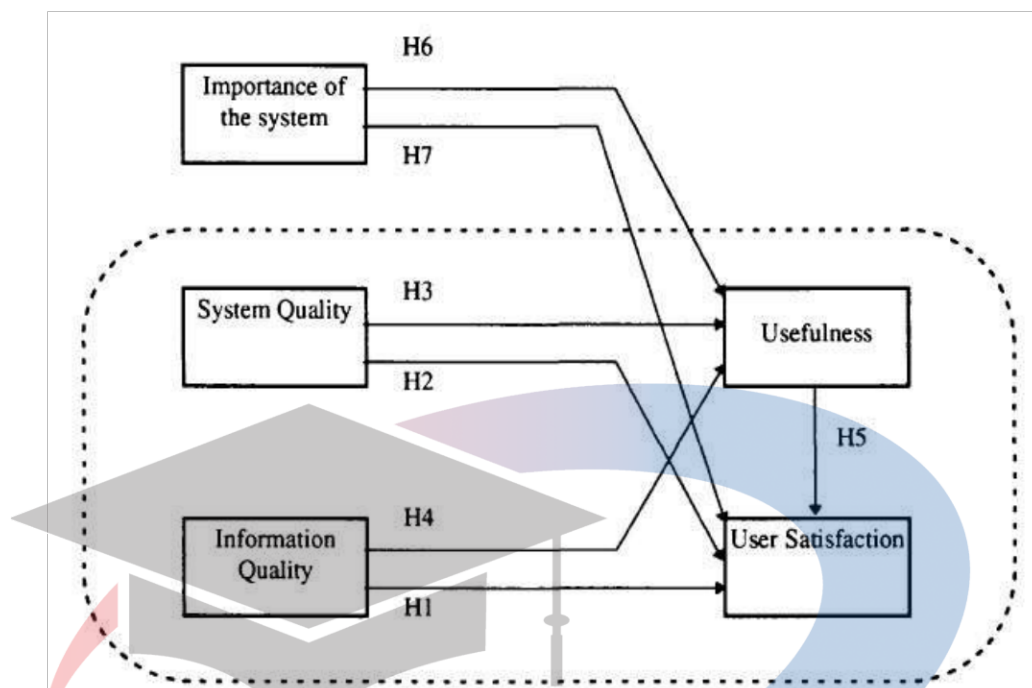 H6
Importance of
the system
H7
H3
System Quality
Usefulness
H2
H5
H4
Information
Quality
User Satisfaction
H1